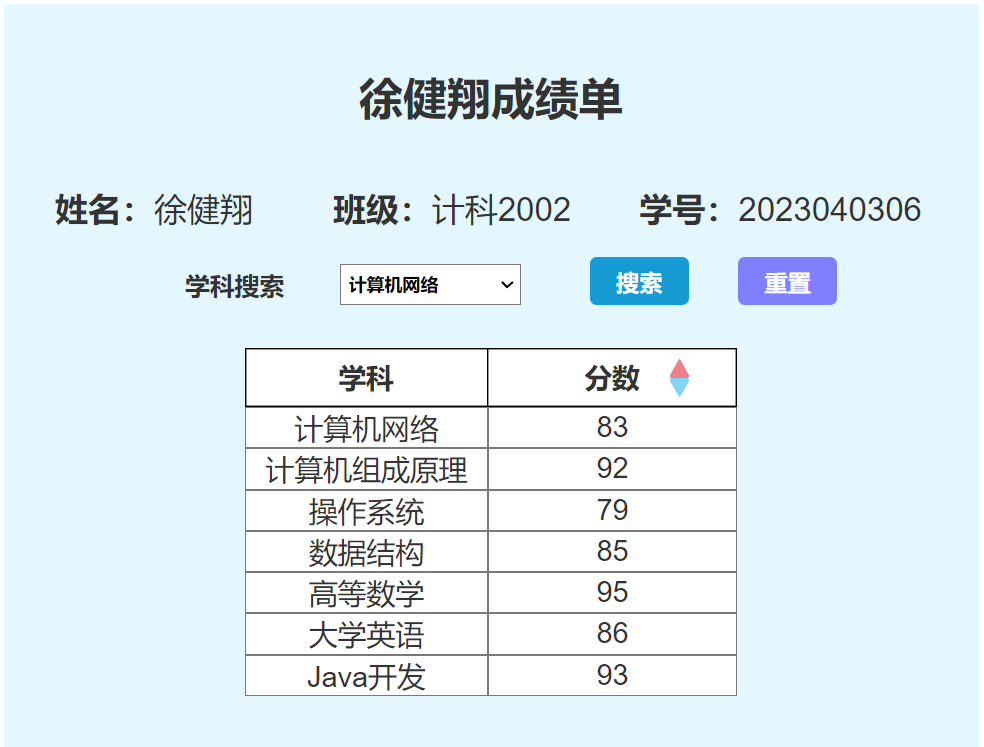 徐健翔成绩单
姓名：徐健翔 班级：计科2002 学号：2023040306
学科搜索 计算机网络 搜索 重置
学科 分数
计算机网络 83
计算机组成原理 92
操作系统 79
数据结构 85
高等数学 95
大学英语 86
Java开发 93